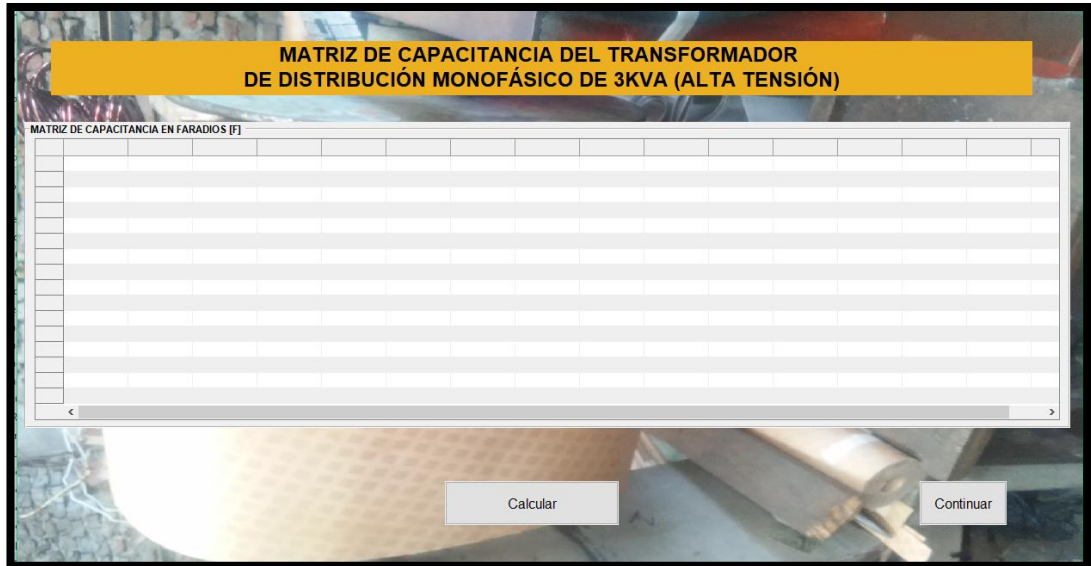 MATRIZ DE CAPACITANCIA DEL TRANSFORMADOR
DE DISTRIBUCIÓN MONOFÁSICO DE 3KVA (ALTA TENSIÓN)
MATRIZ DE CAPACITANCIA EN FARADIOS [F]
Calcular
Continuar